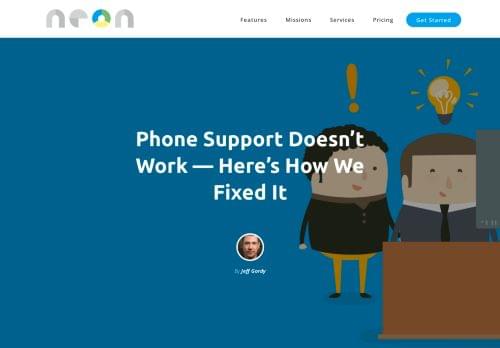 neon
Features Missions Services Pricing Get Started
Phone Support Doesn't
Work — Here's How We
Fixed It
By Jeff Gordy